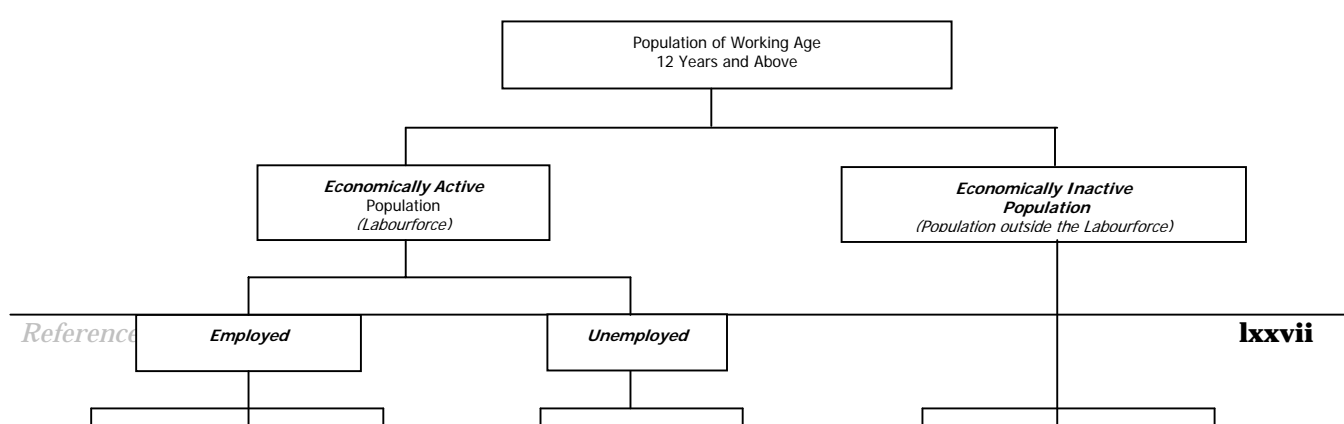 Population of Working Age
12 Years and Above
Economically Active
Population
(Labourforce)
Economically Inactive
Population
(Population outside the Labourforce)
Reference
Employed
Unemployed
lxxvii